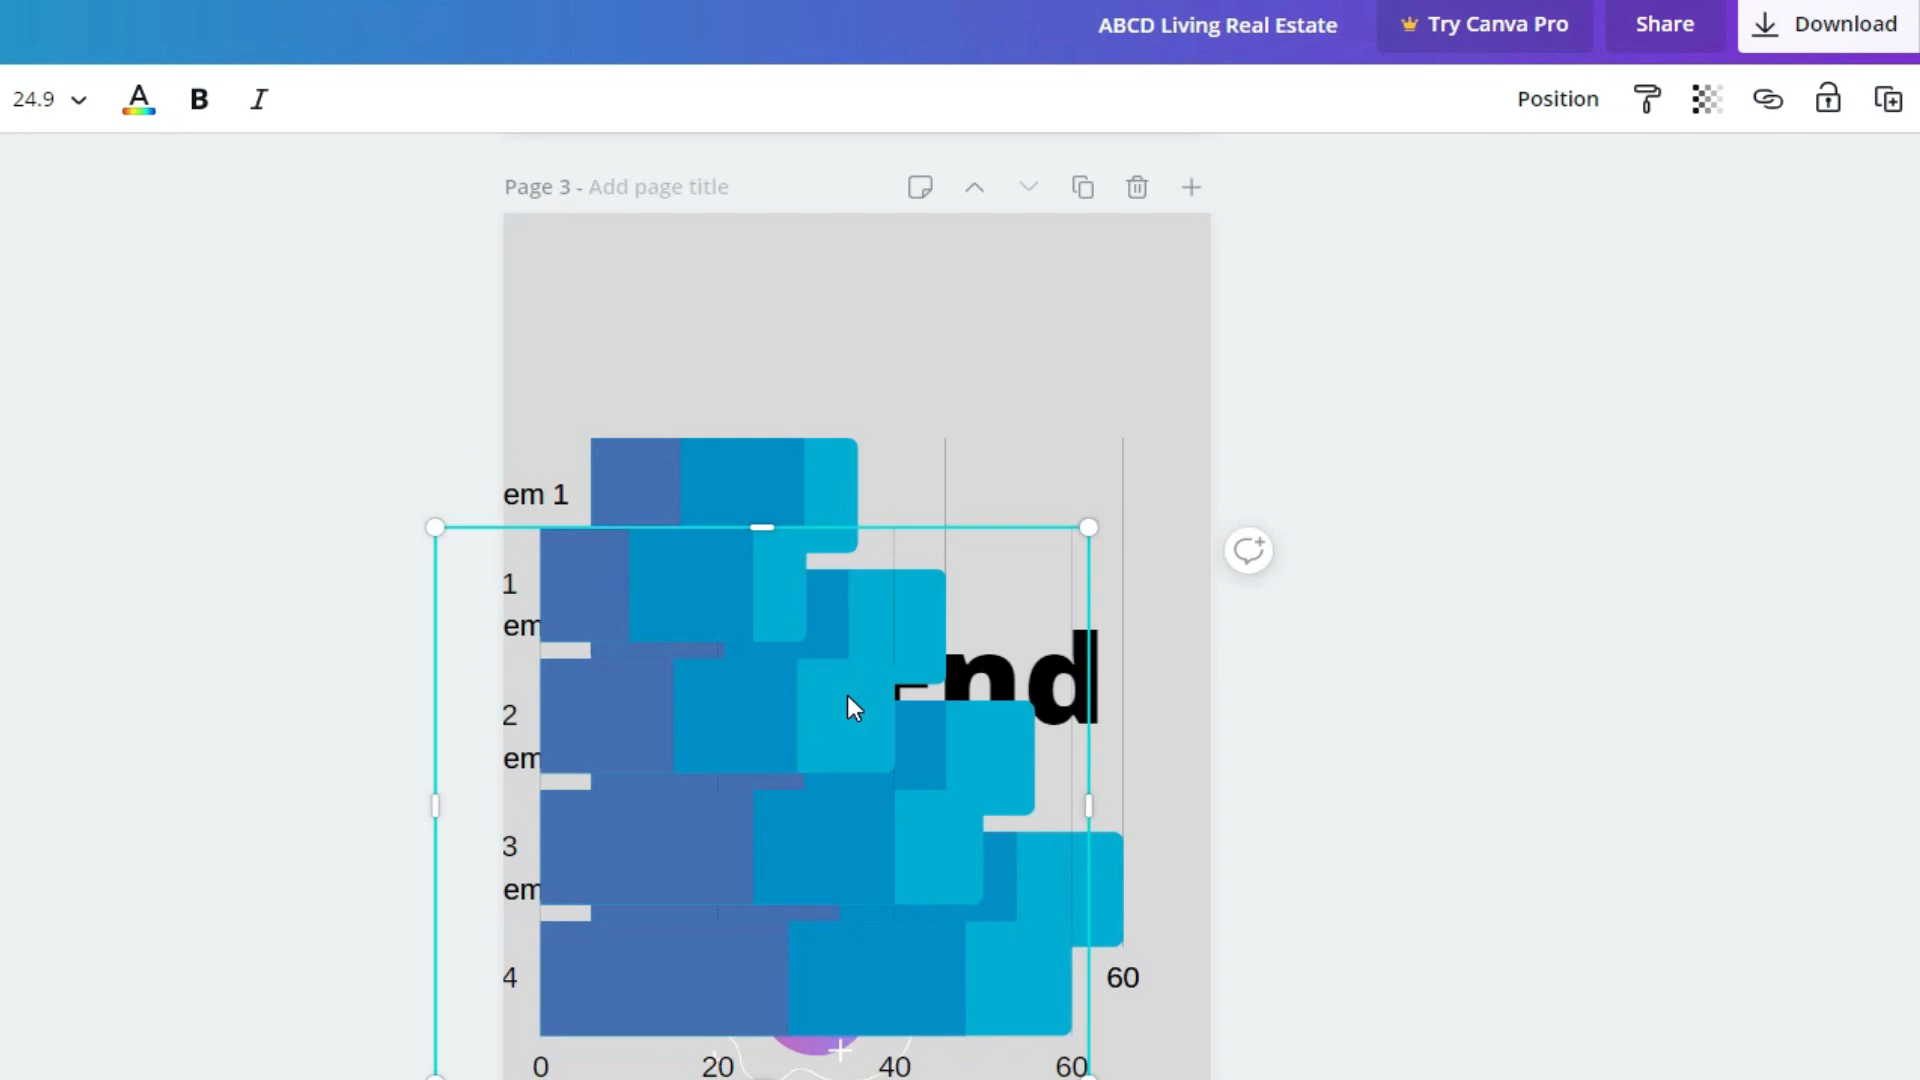 ABCD Living Real Estate
Try Canva Pro
Share
Download
24.9
A
B
I
Position
Page 3 - Add page title
em 1
1
em
2
nd
em
3
em
4
60
0
20
40
60